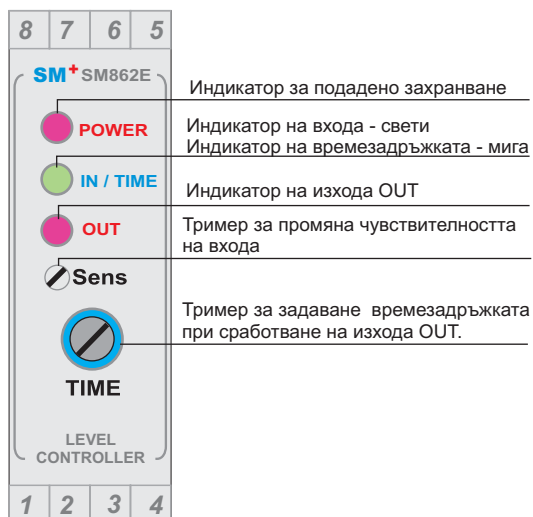 8 7 6 5
SM+ SM862E
Индикатор за подадено захранване
POWER
Индикатор на входа - свети
Индикатор на времезадръжката - мига
IN / TIME
Индикатор на изхода OUT
OUT
Тример за промяна чувствителността
на входа
Sens
Тример за задаване времезадръжката
при сработване на изхода OUT.
TIME
LEVEL
CONTROLLER
1 2 3 4